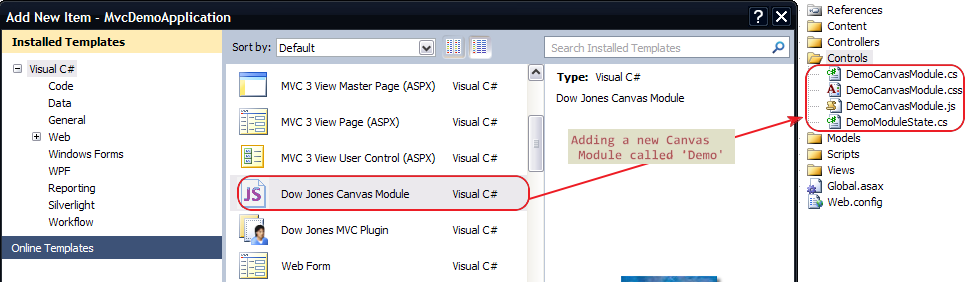 Add New Item - MvcDemoApplication
?
Installed Templates
Visual C#
Code
Data
General
Web
Windows Forms
WPF
Reporting
Silverlight
Workflow
Online Templates
Sort by: Default
MVC 3 View Master Page (ASPX) Visual C#
MVC 3 View Page (ASPX) Visual C#
MVC 3 View User Control (ASPX) Visual C#
JS Dow Jones Canvas Module Visual C#
Dow Jones MVC Plugin Visual C#
Web Form Visual C#
Search Installed Templates
Type: Visual C#
Dow Jones Canvas Module
Adding a new Canvas
Module called ‘Demo'
References
Content
Controllers
Controls
DemoCanvasModule.cs
DemoCanvasModule.css
DemoCanvasModule.js
DemoModuleState.cs
Models
Scripts
Views
Global.asax
Web.config